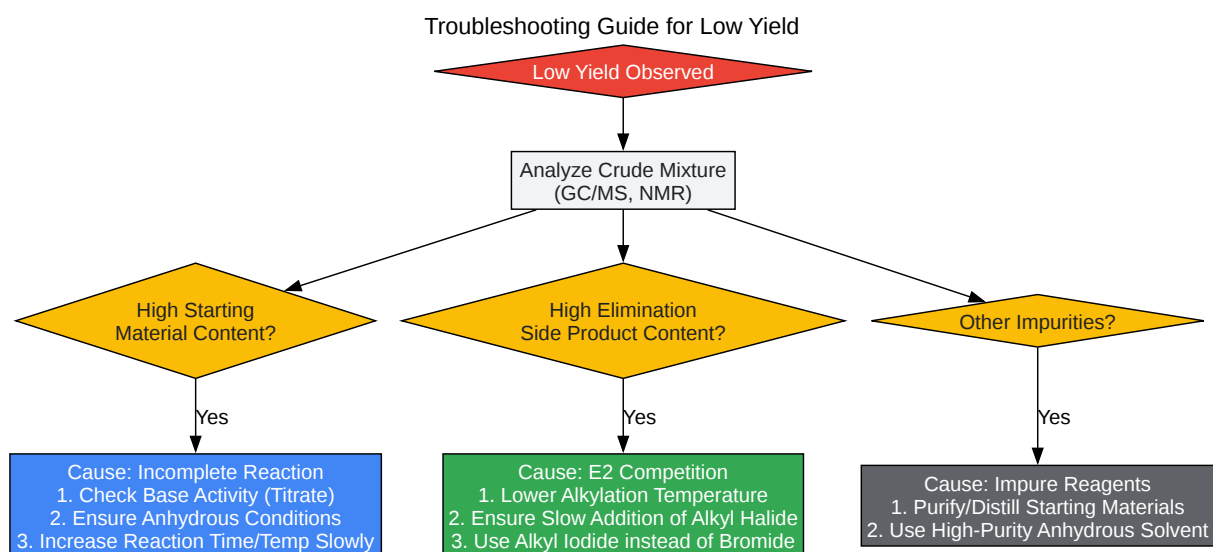 Troubleshooting Guide for Low Yield
Low Yield Observed
Analyze Crude Mixture
(GC/MS, NMR)
High Starting
Material Content?
High Elimination
Side Product Content?
Other Impurities?
Yes
Yes
Yes
Cause: Incomplete Reaction
1. Check Base Activity (Titrate)
2. Ensure Anhydrous Conditions
3. Increase Reaction Time/Temp Slowly
Cause: E2 Competition
1. Lower Alkylation Temperature
2. Ensure Slow Addition of Alkyl Halide
3. Use Alkyl Iodide instead of Bromide
Cause: Impure Reagents
1. Purify/Distill Starting Materials
2. Use High-Purity Anhydrous Solvent